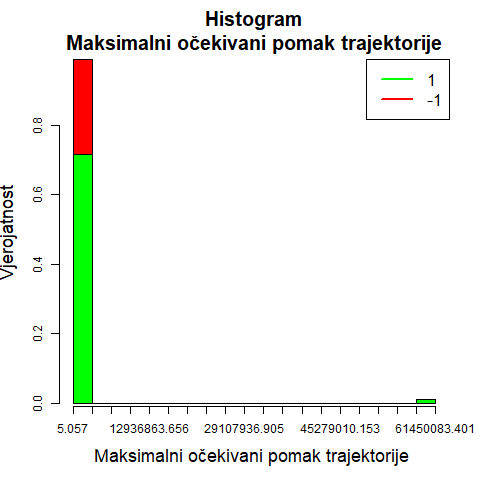 Histogram
Maksimalni očekivani pomak trajektorije
1
-1
Vjerojatnost
0.8
0.6
0.4
0.2
0.0
5.057 12936863.656 29107936.905 45279010.153 61450083.401
Maksimalni očekivani pomak trajektorije